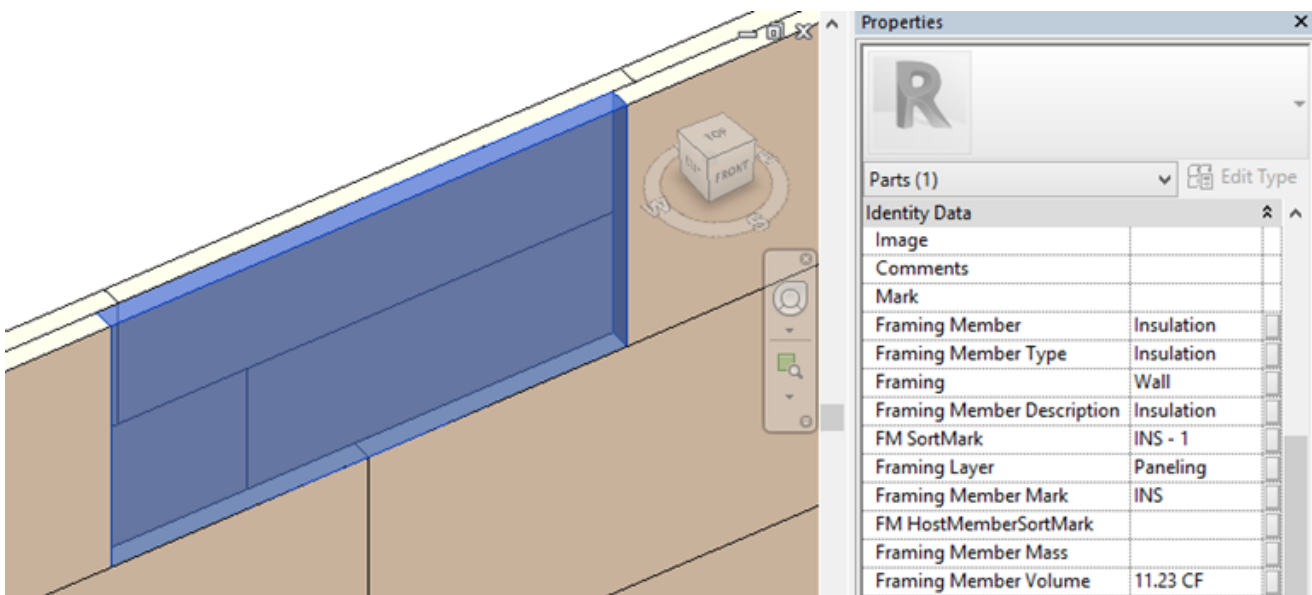 Properties
R
Parts (1)
Edit Type
Identity Data
Image
Comments
Mark
Framing Member Insulation
Framing Member Type Insulation
Framing Wall
Framing Member Description Insulation
FM SortMark INS - 1
Framing Layer Paneling
Framing Member Mark INS
FM HostMemberSortMark
Framing Member Mass
Framing Member Volume 11.23 CF
TOP
FRONT
W
S